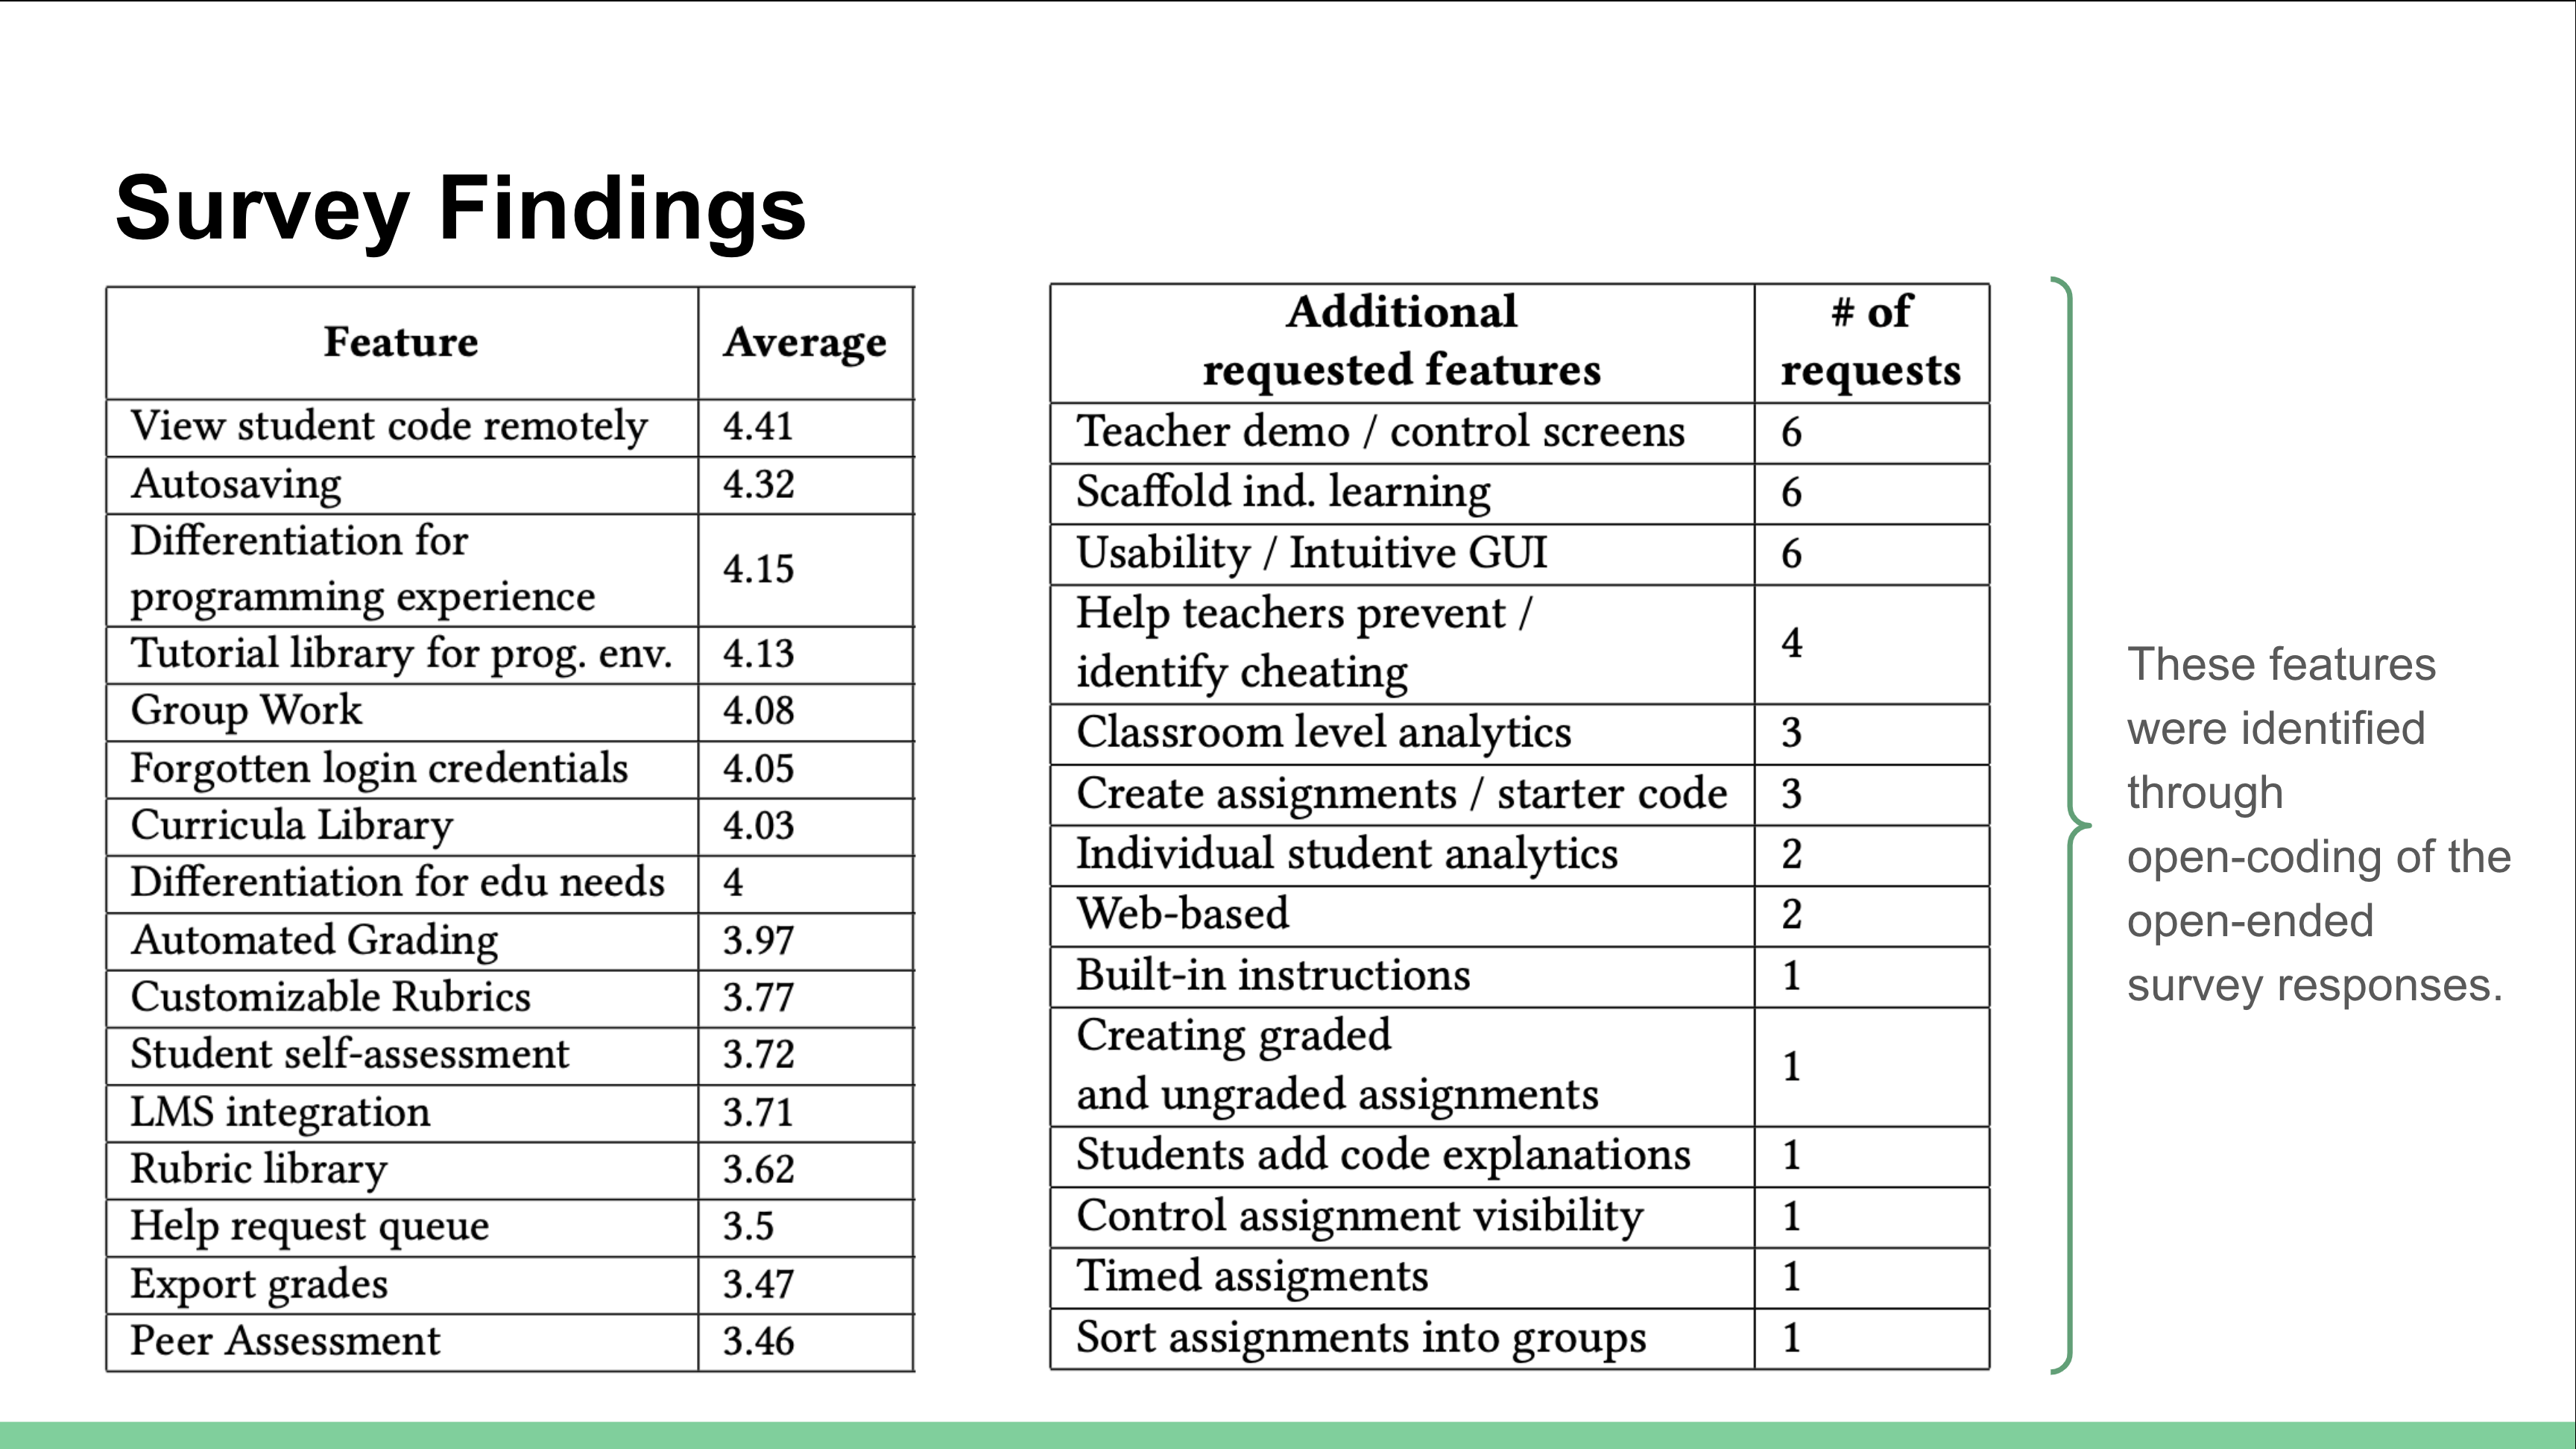 Survey Findings
Feature Average
View student code remotely 4.41
Autosaving 4.32
Differentiation for
programming experience 4.15
Tutorial library for prog. env. 4.13
Group Work 4.08
Forgotten login credentials 4.05
Curricula Library 4.03
Differentiation for edu needs 4
Automated Grading 3.97
Customizable Rubrics 3.77
Student self-assessment 3.72
LMS integration 3.71
Rubric library 3.62
Help request queue 3.5
Export grades 3.47
Peer Assessment 3.46
Additional # of
requested features requests
Teacher demo / control screens 6
Scaffold ind. learning 6
Usability / Intuitive GUI 6
Help teachers prevent /
identify cheating 4
Classroom level analytics 3
Create assignments / starter code 3
Individual student analytics 2
Web-based 2
Built-in instructions 1
Creating graded
and ungraded assignments 1
Students add code explanations 1
Control assignment visibility 1
Timed assigments 1
Sort assignments into groups 1
These features
were identified
through
open-coding of the
open-ended
survey responses.